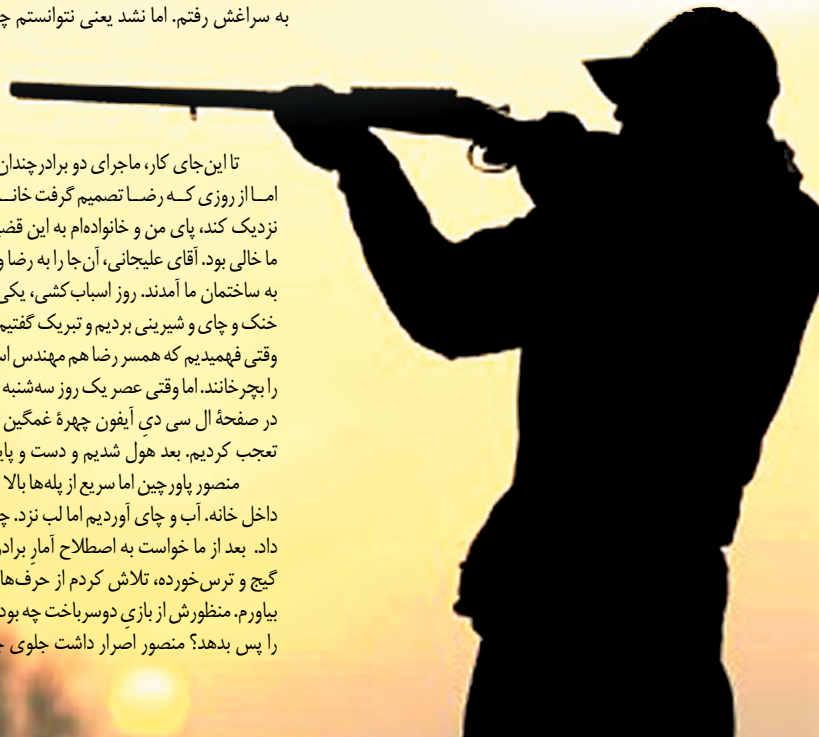 به سراغش رفتم. اما نشد یعنی نتوانستم
تا این‌جای کار، ماجرای دو برادر چندان
امـا از روزی کـه رضـا تصمیم گرفت خانـ
نزدیک کند، پای من و خانواده‌ام به این
ما خالی بود. آقای علیجانی، آن‌جا را به رضا و
به ساختمان ما آمدند. روز اسباب‌کشی، یکی
خنک و چای و شیرینی بردیم و تبریک گفتیم
وقتی فهمیدیم که همسر رضا هم مهندس
را بچرخانند. اما وقتی عصر یک روز سه‌شنبه
در صفحهٔ ال سی دیِ آیفون چهرهٔ غمگین
تعجب کردیم. بعد هول شدیم و دست و
منصور پاورچین اما سریع از پله‌ها بالا
داخل خانه. آب و چای آوردیم اما لب نزد.
داد. بعد از ما خواست به اصطلاح آمارِ
گیج و ترس‌خورده، تلاش کردم از حرف‌ها
بیاورم. منظورش از بازیِ دوسرباخت چه بود
را پس بدهد؟ منصور اصرار داشت جلوی